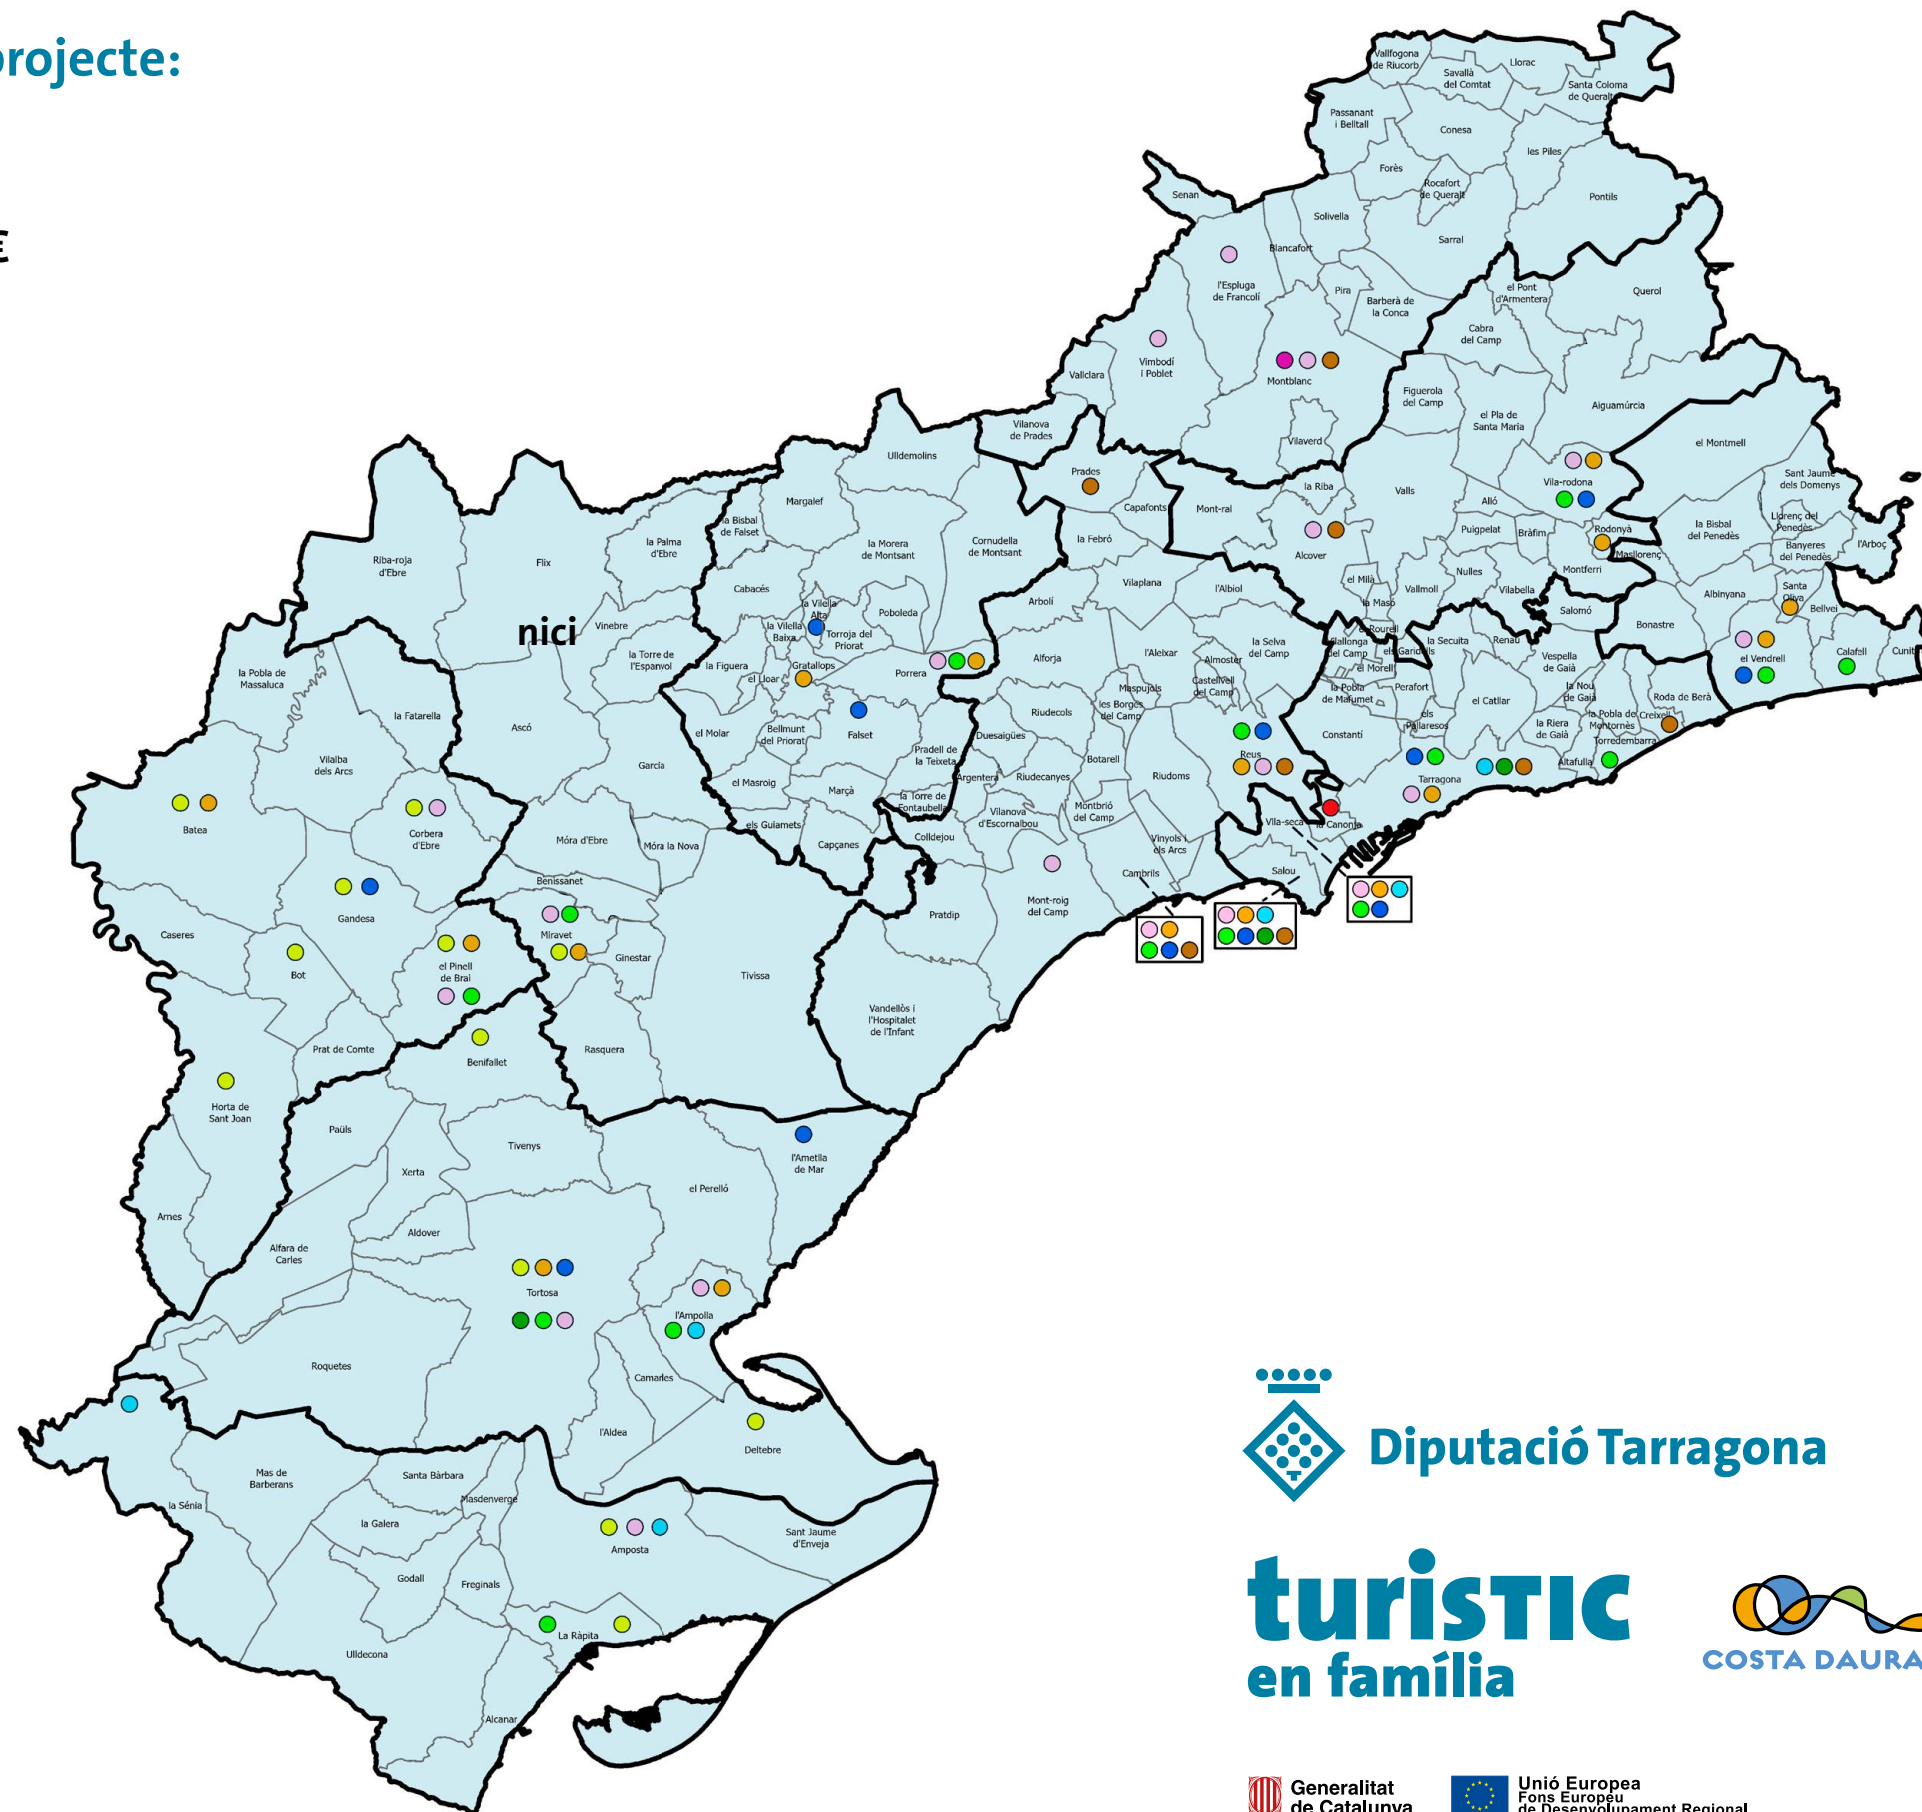 projecte:
€
Vallfogona
de Riucorb
Llorac
Savallà
del Comtat
Santa Coloma
de Queralt
Passanant
i Belltall
Conesa
les Piles
Forès
Rocafort
de Queralt
Senan
Pontils
Solivella
Sarral
Blancafort
l'Espluga
de Francolí
Pira
Barberà de
la Conca
el Pont
d'Armentera
Querol
Cabra
del Camp
Vimbodí
i Poblet
Vallclara
Montblanc
Figuerola
del Camp
el Pla de
Santa Maria
Aiguamúrcia
Vilanova
de Prades
Vilaverd
el Montmell
Ulldemolins
Prades
la Riba
Valls
Vila-rodona
Sant Jaume
dels Domenys
Margalef
Capafonts
Mont-ral
Alió
la Bisbal
de Falset
la Bisbal
del Penedès
Llorenç del
Penedès
la Palma
d'Ebre
la Morera
de Montsant
Cornudella
de Montsant
la Febró
Puigpelat
Bràfim
Rodonyà
l'Arboç
Riba-roja
d'Ebre
Flix
Alcover
Masllorenç
Banyeres
del Penedès
Montferri
Nulles
Vilaplana
el Milà
Vallmoll
Vilabella
Cabacés
l'Albiol
Albinyana
Santa
Oliva
Arbolí
la Masó
Salomó
Bellvei
la Vilella
Alta
Poboleda
nici
Vinebre
la Vilella
Baixa
Torroja del
Priorat
el Rourell
Bonastre
la Selva
del Camp
Vilallonga
del Camp
els Garidells
la Secuita
Renau
l'Aleixar
Alforja
la Torre de
l'Espanyol
la Figuera
Gratallops
Porrera
Almoster
el Morell
Vespella
de Gaià
el Vendrell
Calafell
Cunit
la Pobla de
Massaluca
el Lloar
Castellvell
del Camp
la Pobla
de Mafumet
Perafort
la Nou
de Gaià
Roda de Berà
Maspujols
les Borges
del Camp
el Catllar
la Fatarella
Riudecols
els
Pallaresos
la Pobla de
Montornès
Creixell
Ascó
el Molar
Bellmunt
del Priorat
Falset
Duesaigües
Constantí
la Riera
de Gaià
Torredembarra
Pradell de
la Teixeta
Botarell
Reus
Altafulla
Vilalba
dels Arcs
García
Argentera
Riudecanyes
Riudoms
Tarragona
el Masroig
Marçà
la Torre de
Fontaubella
Vilanova
d'Escornalbou
Montbrió
del Camp
Batea
Corbera
d'Ebre
els Guiamets
Vila-seca
la Canonja
Móra d'Ebre
Móra la Nova
Capçanes
Colldejou
Vinyols i
els Arcs
Cambrils
Salou
Benissanet
Mont-roig
del Camp
Gandesa
Pratdip
Caseres
Miravet
Ginestar
el Pinell
de Brai
Bot
Tivissa
Vandellòs i
l'Hospitalet
de l'Infant
Prat de Comte
Rasquera
Benifallet
Horta de
Sant Joan
Paüls
Tivenys
l'Ametlla
de Mar
Xerta
el Perelló
Arnes
Aldover
Alfara de
Carles
Tortosa
l'Ampolla
Roquetes
Camarles
l'Aldea
Deltebre
Mas de
Barberans
Santa Bàrbara
Masdenverge
la Sénia
la Galera
Amposta
Sant Jaume
d'Enveja
Godall
Freginals
La Ràpita
Ulldecona
Alcanar
Diputació Tarragona
turisTIC
en família
COSTA DAURA
Generalitat
de Catalunya
Unió Europea
Fons Europeu
de Desenvolupament Regional